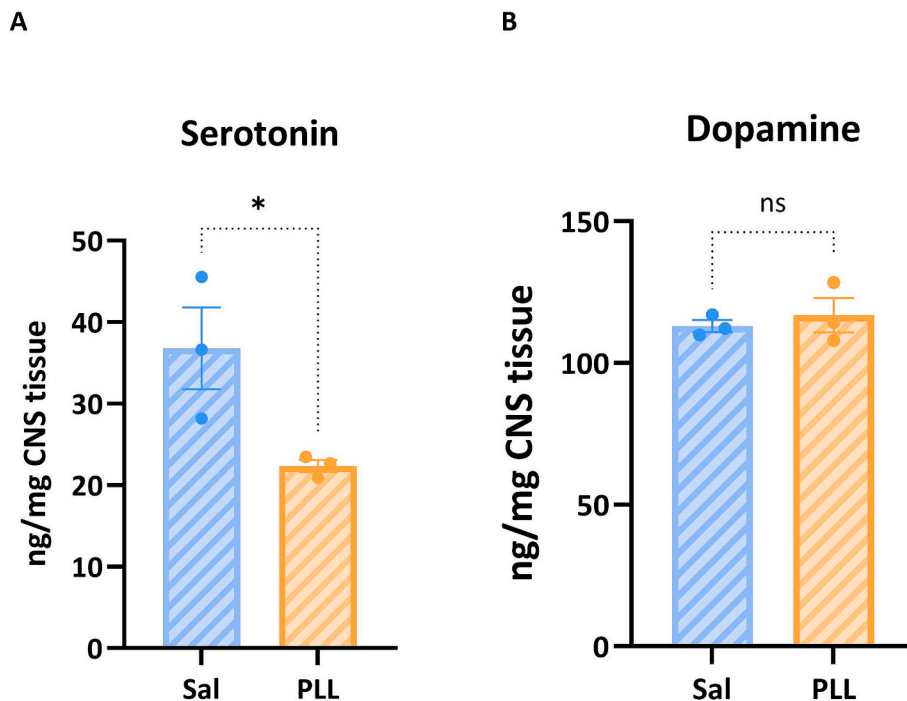 A
Serotonin
*
50
40
30
20
10
0
ng/mg CNS tissue
Sal PLL
B
Dopamine
ns
150
100
50
0
ng/mg CNS tissue
Sal PLL